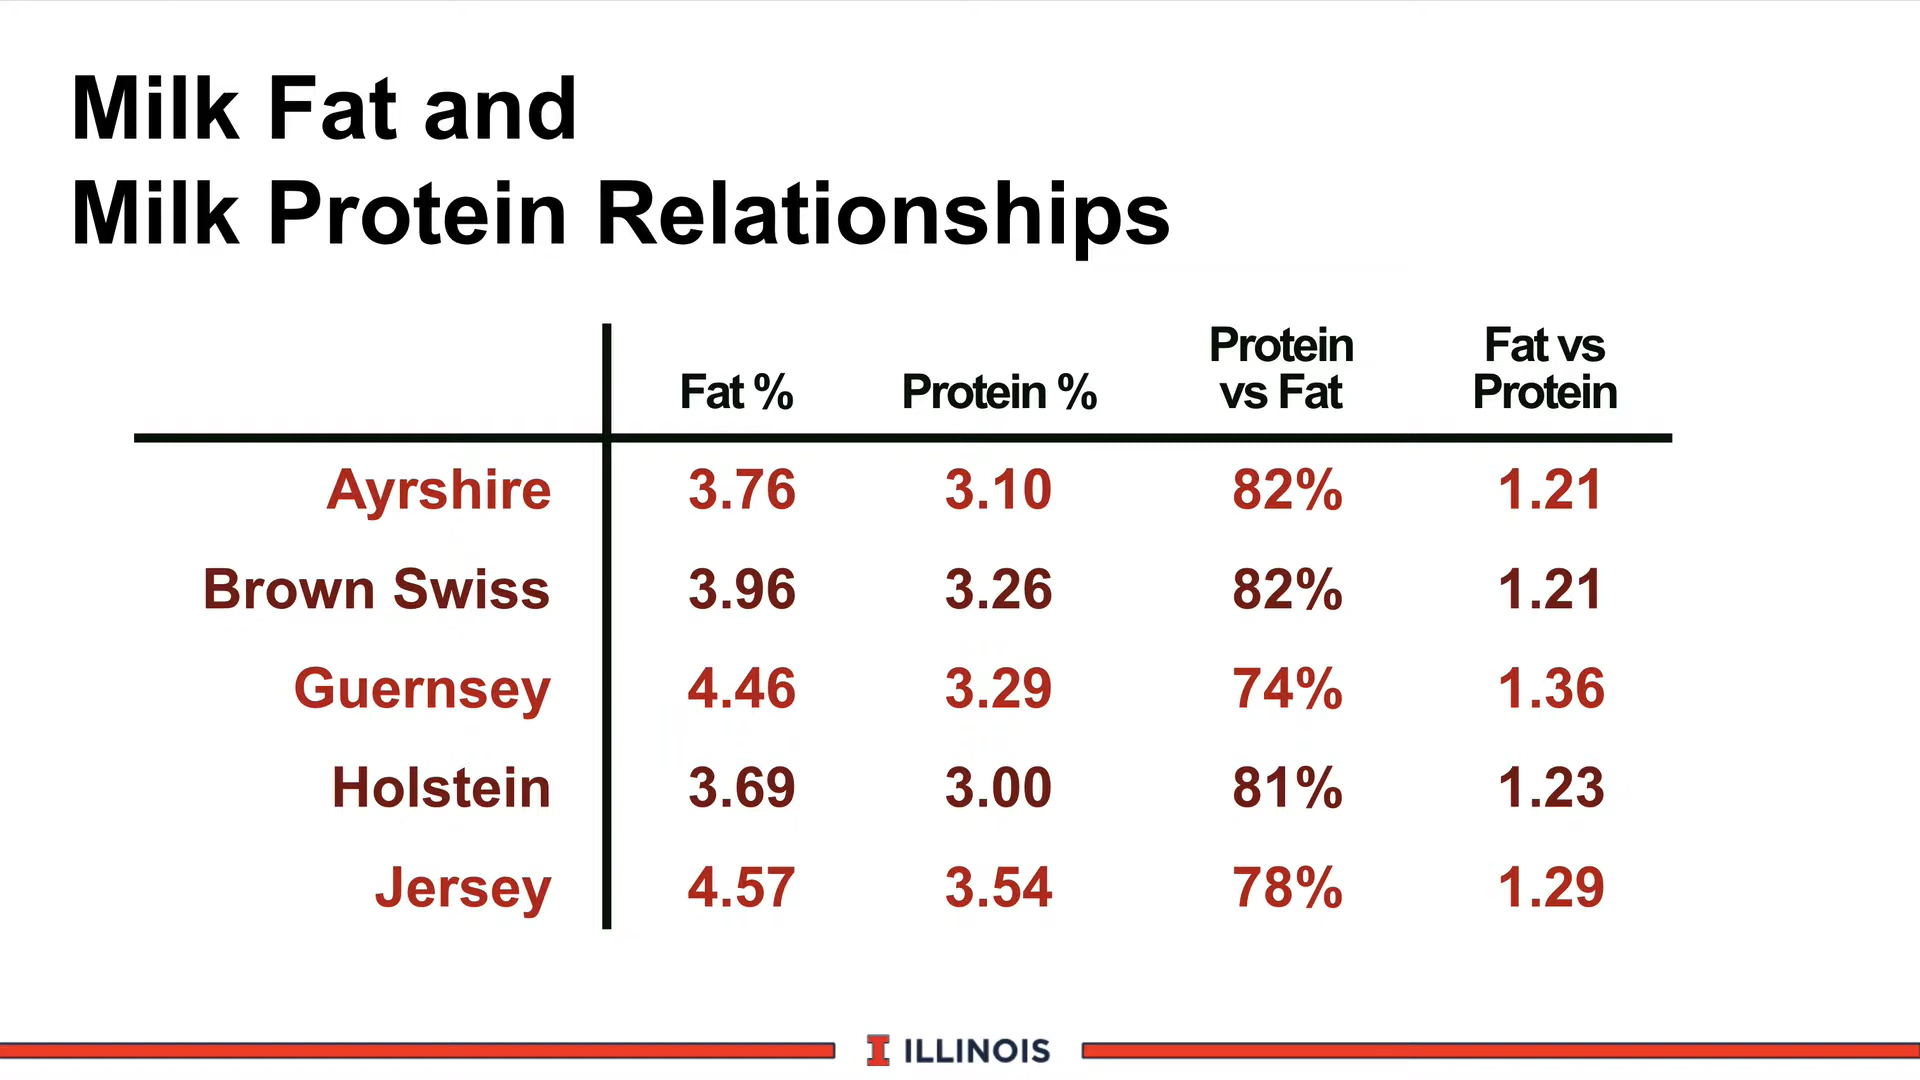 Milk Fat and
Milk Protein Relationships
Fat % Protein % Protein vs Fat Fat vs Protein
Ayrshire 3.76 3.10 82% 1.21
Brown Swiss 3.96 3.26 82% 1.21
Guernsey 4.46 3.29 74% 1.36
Holstein 3.69 3.00 81% 1.23
Jersey 4.57 3.54 78% 1.29
I ILLINOIS